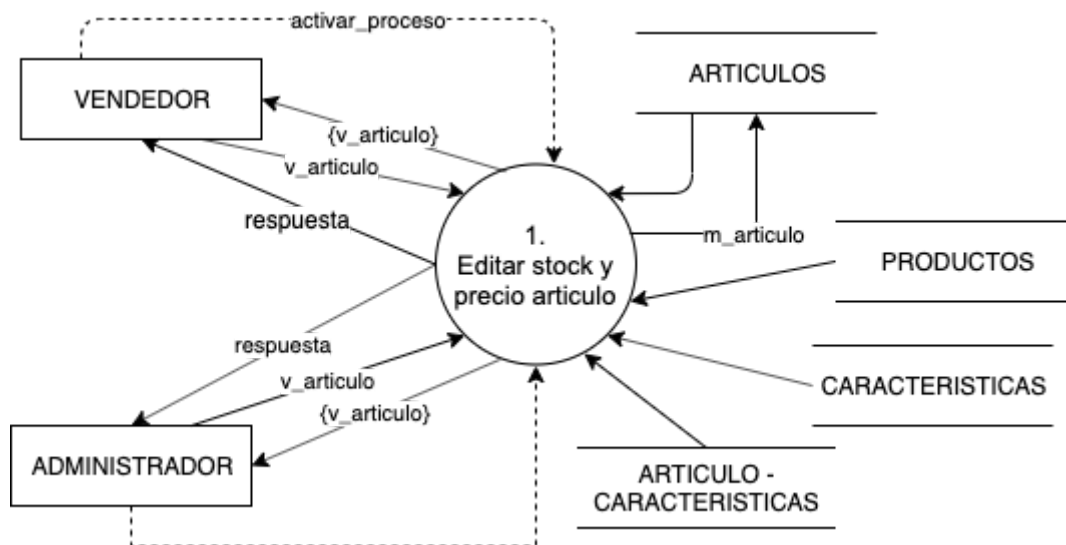 activar_proceso
VENDEDOR
ARTICULOS
{v_articulo}
v_articulo
respuesta
1.
Editar stock y
precio articulo
m_articulo
PRODUCTOS
respuesta
v_articulo
{v_articulo}
CARACTERISTICAS
ADMINISTRADOR
ARTICULO -
CARACTERISTICAS